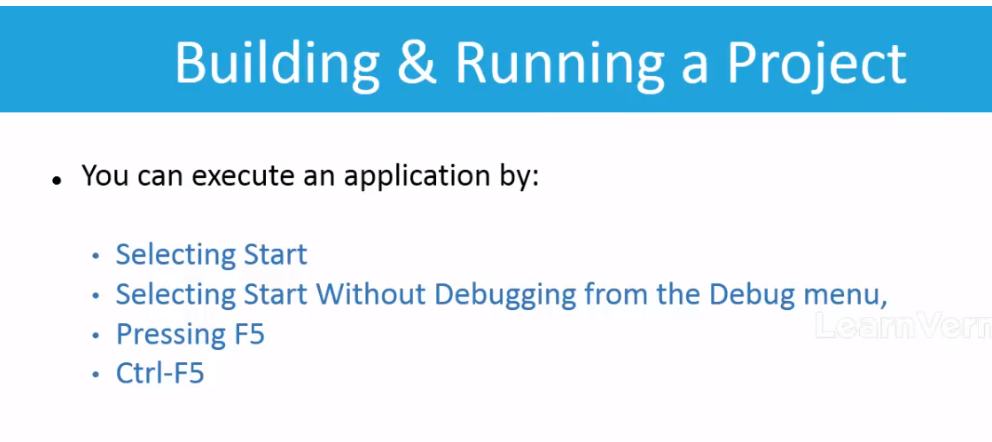 Building & Running a Project
• You can execute an application by:
• Selecting Start
• Selecting Start Without Debugging from the Debug menu,
• Pressing F5
• Ctrl-F5